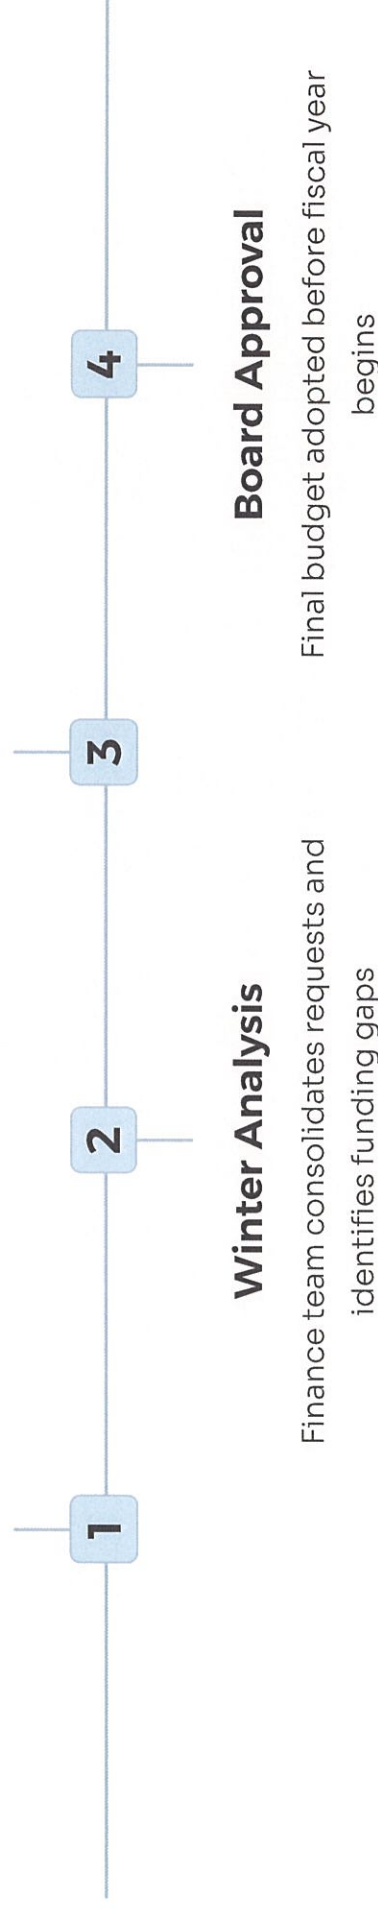 1
2
3
4
Winter Analysis
Finance team consolidates requests and
identifies funding gaps
Board Approval
Final budget adopted before fiscal year
begins